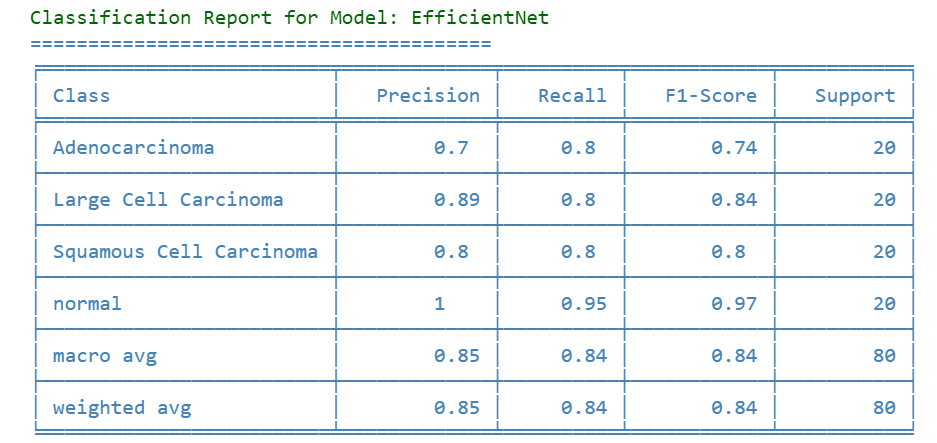 Classification Report for Model: EfficientNet
========================================
Class Precision Recall F1-Score Support
Adenocarcinoma 0.7 0.8 0.74 20
Large Cell Carcinoma 0.89 0.8 0.84 20
Squamous Cell Carcinoma 0.8 0.8 0.8 20
normal 1 0.95 0.97 20
macro avg 0.85 0.84 0.84 80
weighted avg 0.85 0.84 0.84 80